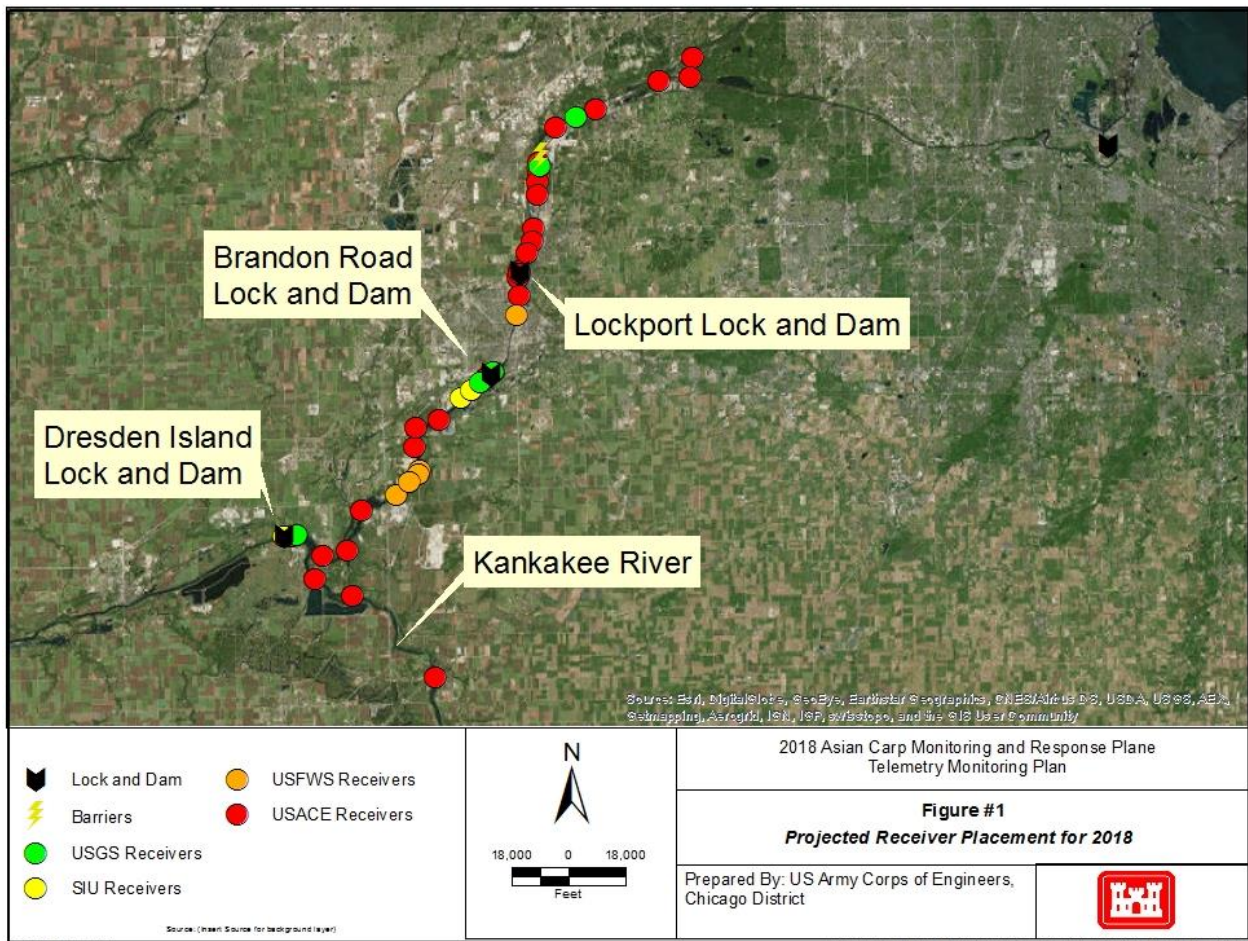 Brandon Road
Lock and Dam
Lockport Lock and Dam
Dresden Island
Lock and Dam
Kankakee River
Source: Esri, DigitalGlobe, GeoEye, Earthstar Geographics, CNES/Airbus DS, USDA, USGS, AEX,
Getmapping, Aerogrid, IGN, IGP, swisstopo, and the GIS User Community
Lock and Dam
Barriers
USGS Receivers
SIU Receivers
USFWS Receivers
USACE Receivers
Source: (Insert Source for background layer)
N
18,000 0 18,000
Feet
2018 Asian Carp Monitoring and Response Plane
Telemetry Monitoring Plan
Figure #1
Projected Receiver Placement for 2018
Prepared By: US Army Corps of Engineers,
Chicago District